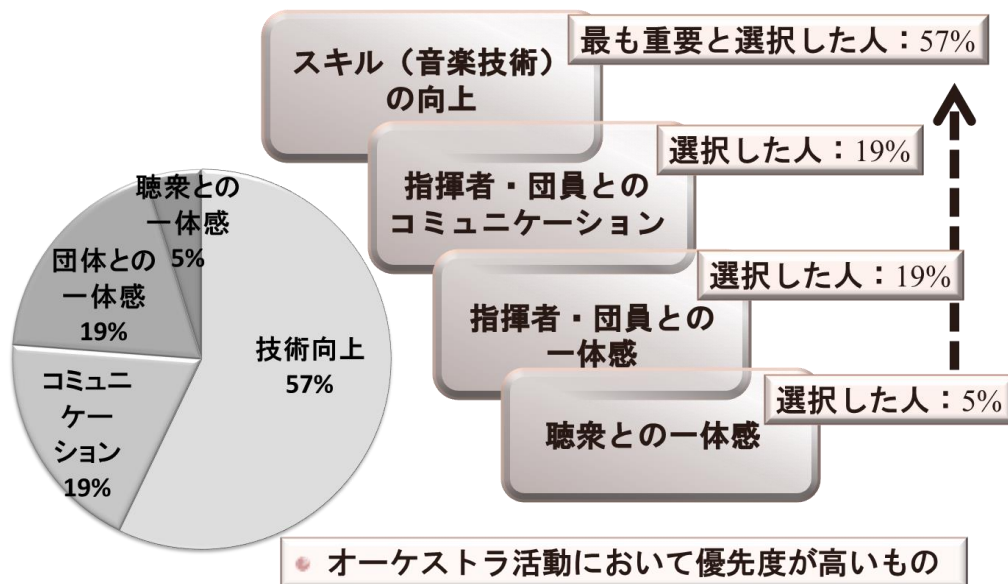 スキル（音楽技術）
の向上
最も重要と選択した人：57%
指揮者・団員との
コミュニケーション
選択した人：19%
指揮者・団員との
一体感
選択した人：19%
聴衆との一体感
選択した人：5%
聴衆との
一体感
5%
団体との
一体感
19%
コミュニ
ケー
ション
19%
技術向上
57%
オーケストラ活動において優先度が高いもの